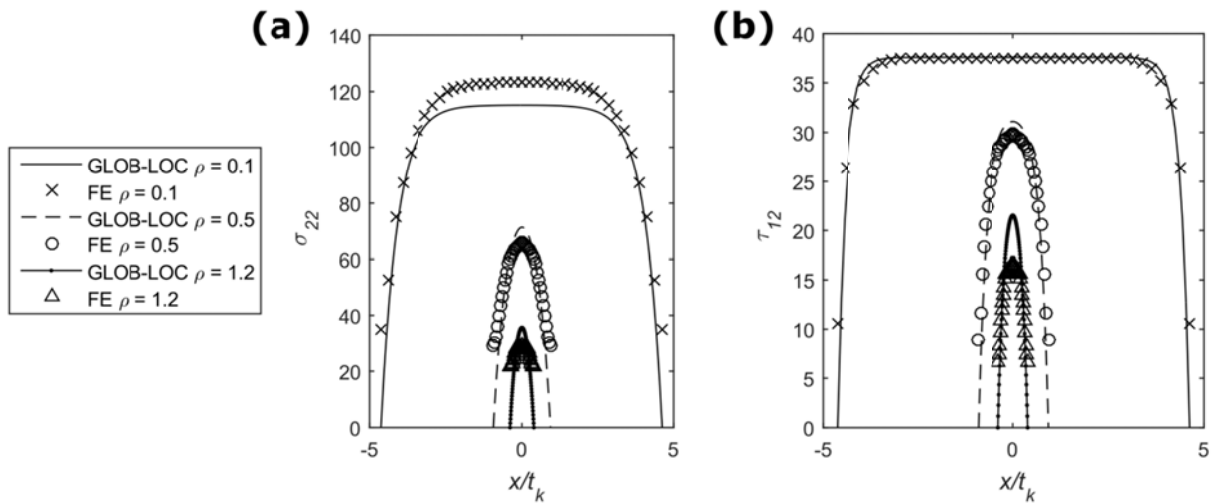 (a)
(b)
GLOB-LOC ρ = 0.1
FE ρ = 0.1
GLOB-LOC ρ = 0.5
FE ρ = 0.5
GLOB-LOC ρ = 1.2
FE ρ = 1.2
σ22
140
120
100
80
60
40
20
0
-5
0
5
x/tk
τ12
40
35
30
25
20
15
10
5
0
-5
0
5
x/tk